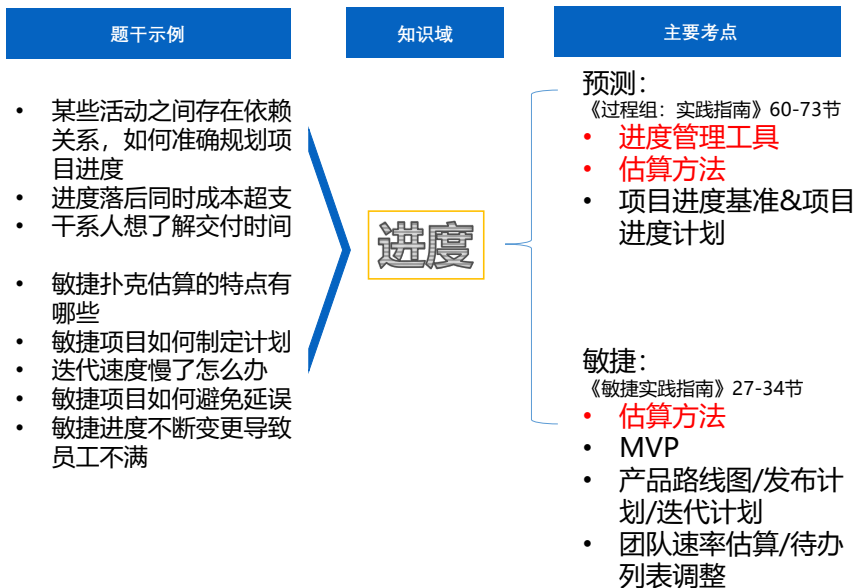 题干示例
知识域
主要考点
• 某些活动之间存在依赖
关系，如何准确规划项
目进度
• 进度落后同时成本超支
• 干系人想了解交付时间
• 敏捷扑克估算的特点有
哪些
• 敏捷项目如何制定计划
• 迭代速度慢了怎么办
• 敏捷项目如何避免延误
• 敏捷进度不断变更导致
员工不满
进度
预测：
《过程组：实践指南》60-73节
• 进度管理工具
• 估算方法
• 项目进度基准&项目
进度计划
敏捷：
《敏捷实践指南》27-34节
• 估算方法
• MVP
• 产品路线图/发布计
划/迭代计划
• 团队速率估算/待办
列表调整